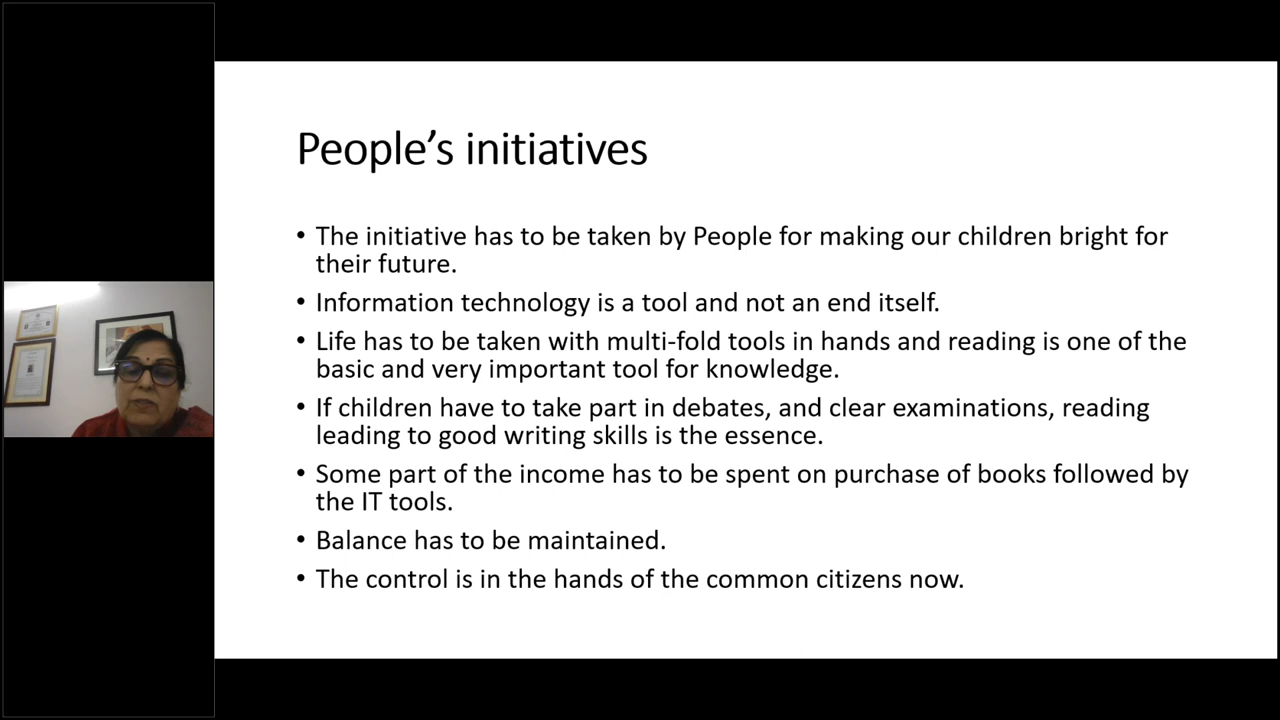 People’s initiatives
• The initiative has to be taken by People for making our children bright for
their future.
• Information technology is a tool and not an end itself.
• Life has to be taken with multi-fold tools in hands and reading is one of the
basic and very important tool for knowledge.
• If children have to take part in debates, and clear examinations, reading
leading to good writing skills is the essence.
• Some part of the income has to be spent on purchase of books followed by
the IT tools.
• Balance has to be maintained.
• The control is in the hands of the common citizens now.